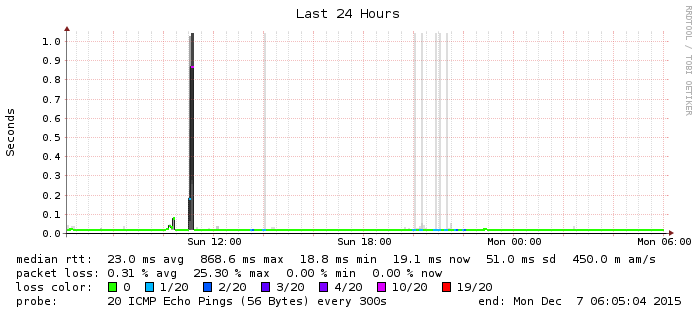 Last 24 Hours
RRDTOOL / TOBI OETIKER
Seconds
1.0
0.9
0.8
0.7
0.6
0.5
0.4
0.3
0.2
0.1
0.0
Sun 12:00 Sun 18:00 Mon 00:00 Mon 06:00
median rtt: 23.0 ms avg 868.6 ms max 18.8 ms min 19.1 ms now 51.0 ms sd 450.0 m am/s
packet loss: 0.31 % avg 25.30 % max 0.00 % min 0.00 % now
loss color: 0 1/20 2/20 3/20 4/20 10/20 19/20
probe: 20 ICMP Echo Pings (56 Bytes) every 300s end: Mon Dec 7 06:05:04 2015